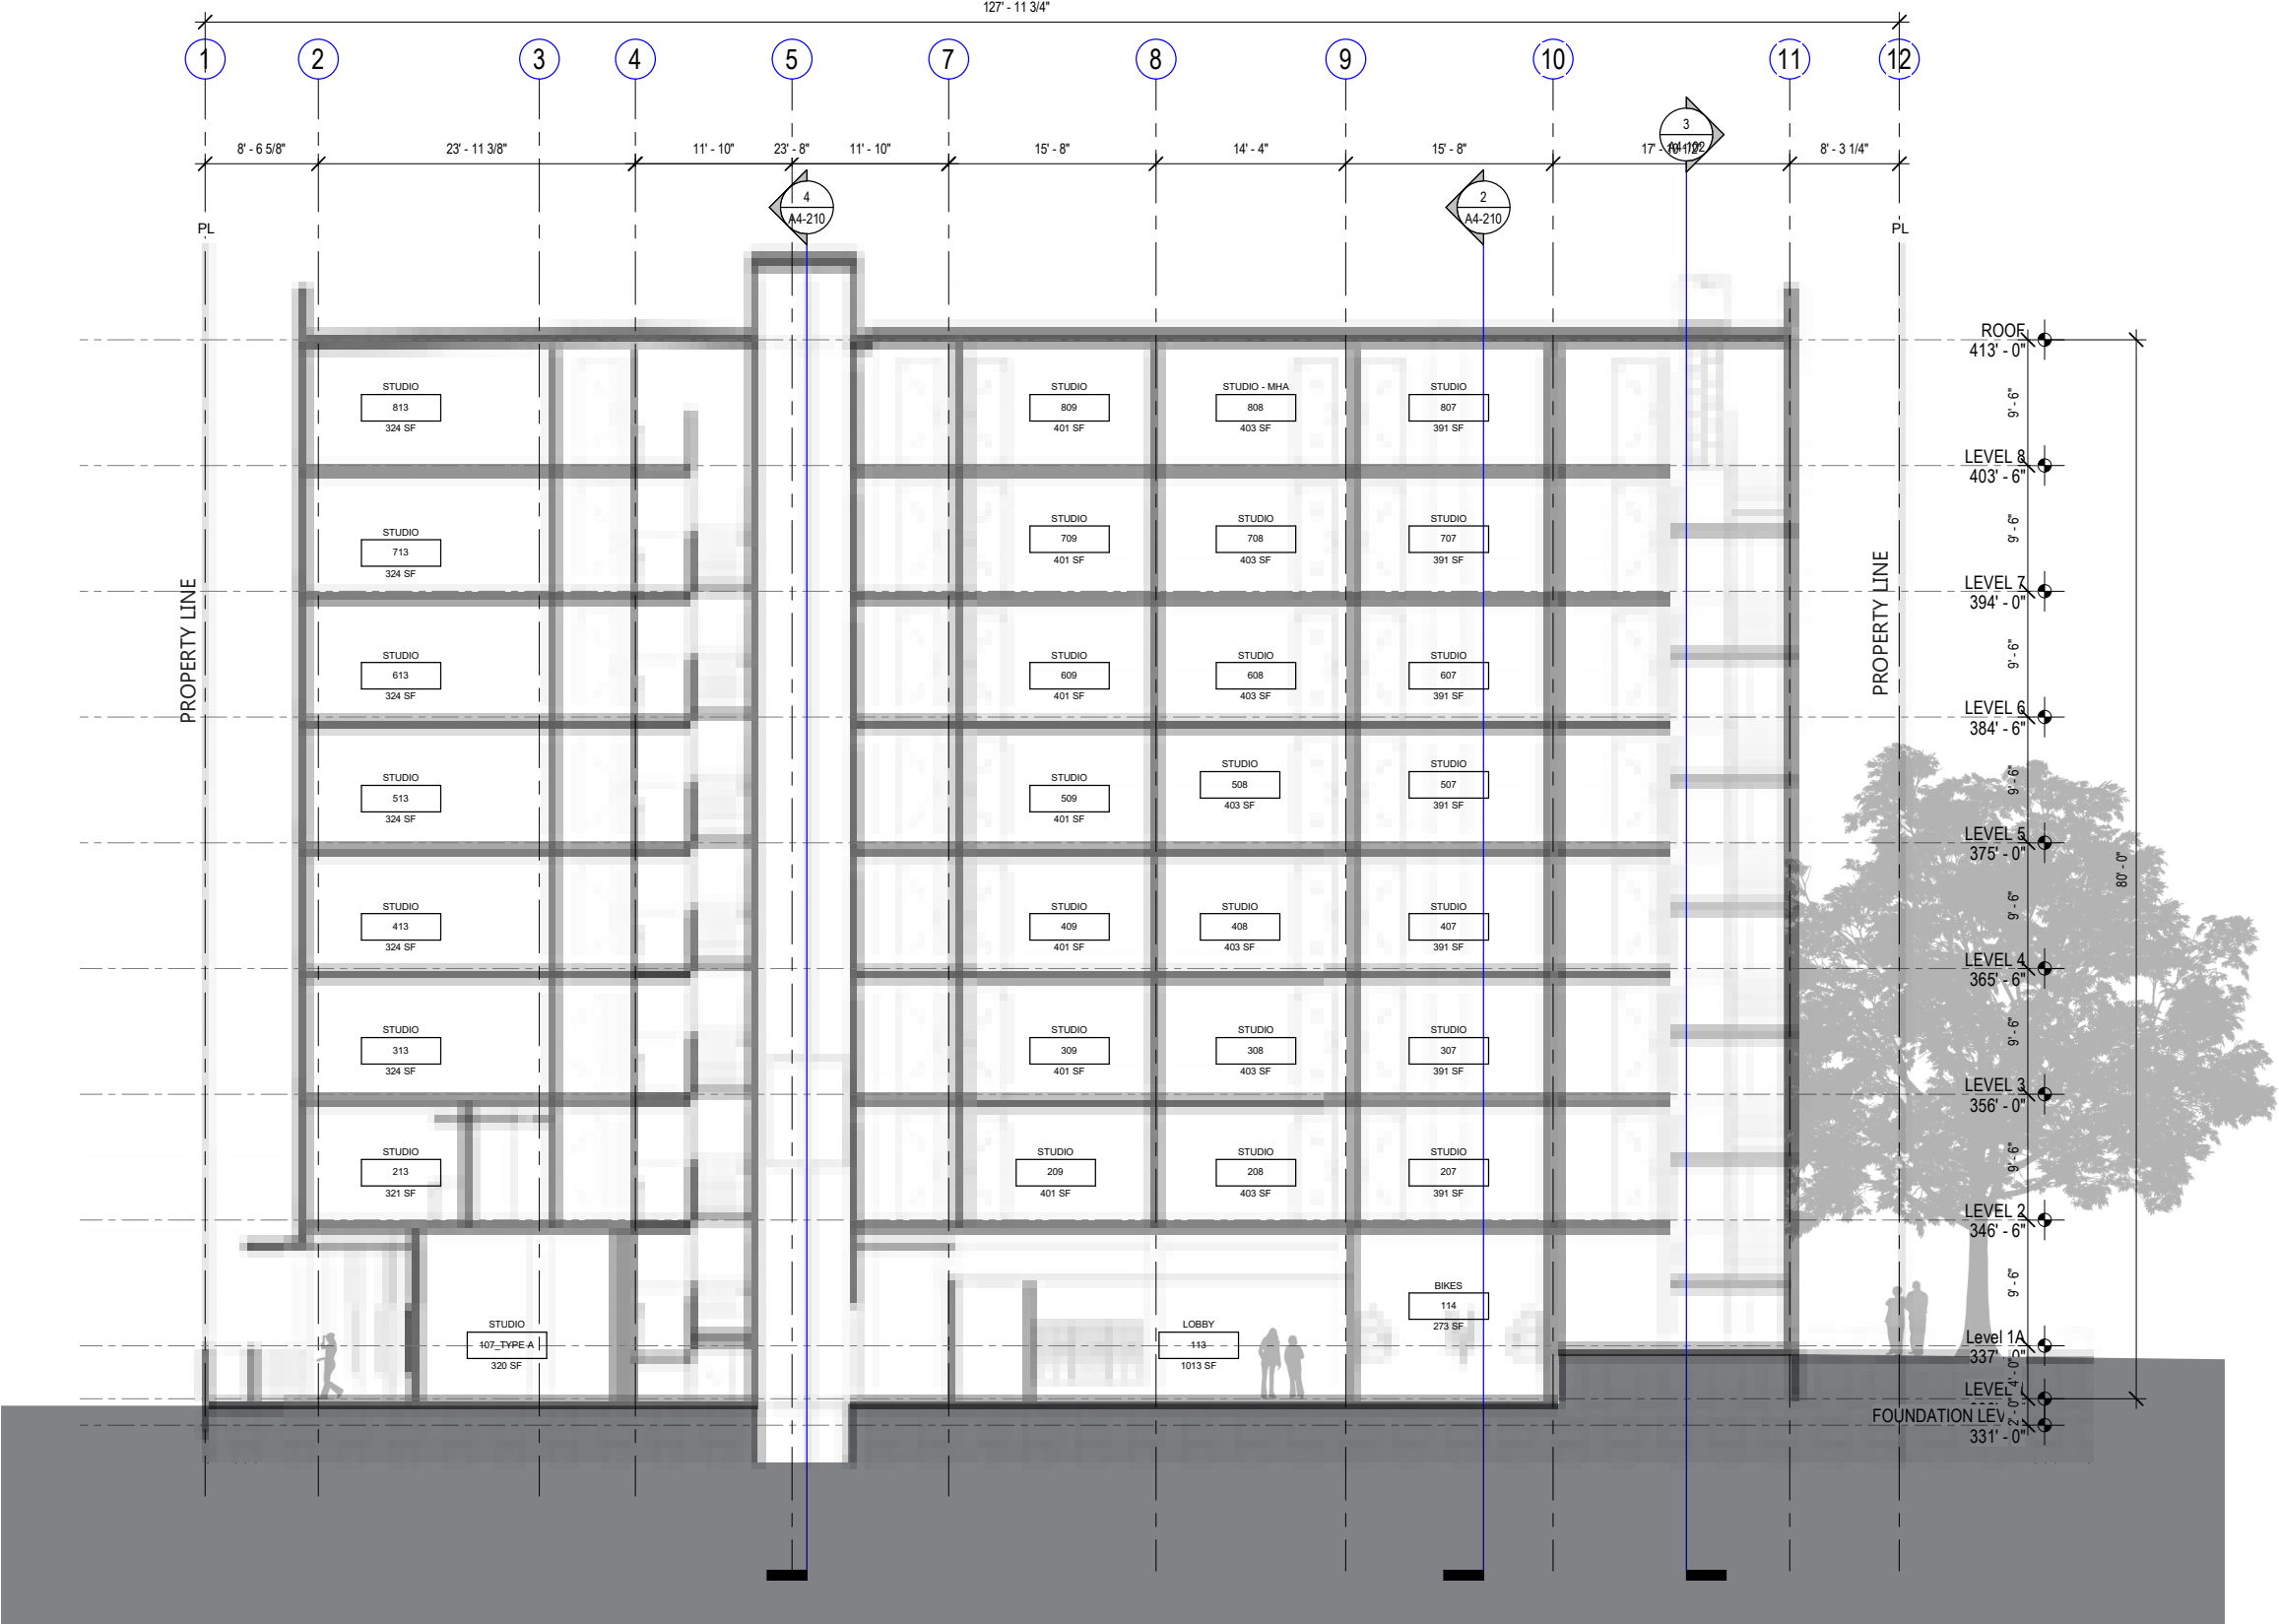 127' - 11 3/4"
1 2 3 4 5 7 8 9 10 11 12
3
8' - 6 5/8" 23' - 11 3/8" 11' - 10" 23' - 8" 11' - 10" 15' - 8" 14' - 4" 15' - 8" 8' - 3 1/4"
4 2
A4-210 A4-210
PL PL
ROOF
413' - 0"
STUDIO STUDIO STUDIO - MHA STUDIO
813 809 808 807
324 SF 401 SF 403 SF 391 SF
9' - 6"
LEVEL 8
403' - 6"
STUDIO STUDIO STUDIO STUDIO
713 709 708 707
324 SF 401 SF 403 SF 391 SF
9' - 6"
PROPERTY LINE PROPERTY LINE
LEVEL 7
394' - 0"
STUDIO STUDIO STUDIO STUDIO
613 609 608 607
324 SF 401 SF 403 SF 391 SF
9' - 6"
LEVEL 6
384' - 6"
STUDIO STUDIO STUDIO STUDIO
513 509 508 507
324 SF 401 SF 403 SF 391 SF
9' - 6"
LEVEL 5
375' - 0"
80' - 0"
STUDIO STUDIO STUDIO STUDIO
413 409 408 407
324 SF 401 SF 403 SF 391 SF
9' - 6"
LEVEL 4
365' - 6"
STUDIO STUDIO STUDIO STUDIO
313 309 308 307
324 SF 401 SF 403 SF 391 SF
9' - 6"
LEVEL 3
356' - 0"
STUDIO STUDIO STUDIO STUDIO
213 209 208 207
321 SF 401 SF 403 SF 391 SF
9' - 6"
LEVEL 2
346' - 6"
9' - 6"
BIKES
114
273 SF
STUDIO LOBBY
107_TYPE A 113
320 SF 1013 SF
Level 1A
337' - 0"
4' - 0"
LEVEL
2' - 0"
FOUNDATION
331' - 0"